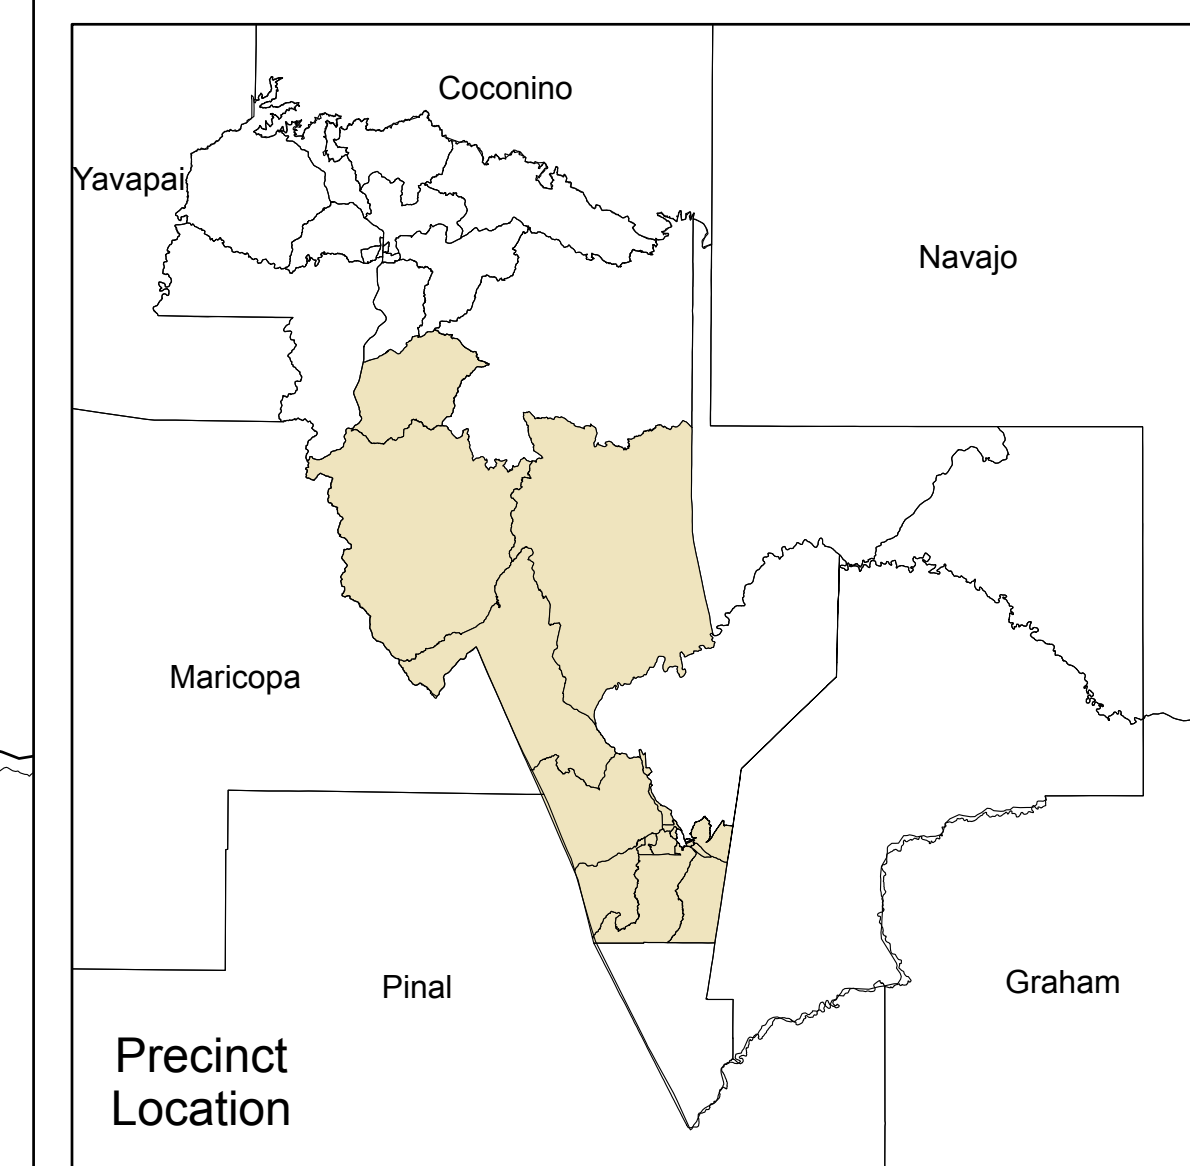 Coconino
Yavapai
Navajo
Maricopa
Pinal
Graham
Precinct
Location